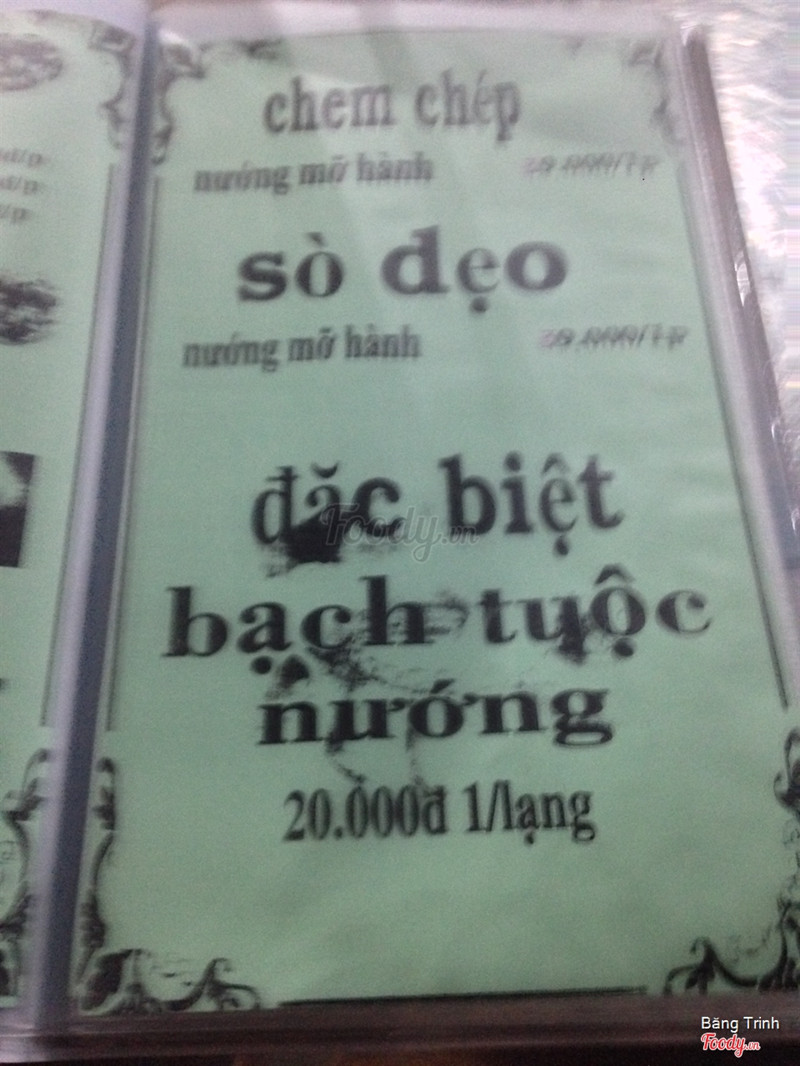 chem chép
nướng mỡ hành
sò dẹo
nướng mỡ hành
đặc biệt
Foody.vn
bạch tuộc
nướng
20.000đ 1/lạng
Băng Trinh
Foody.vn